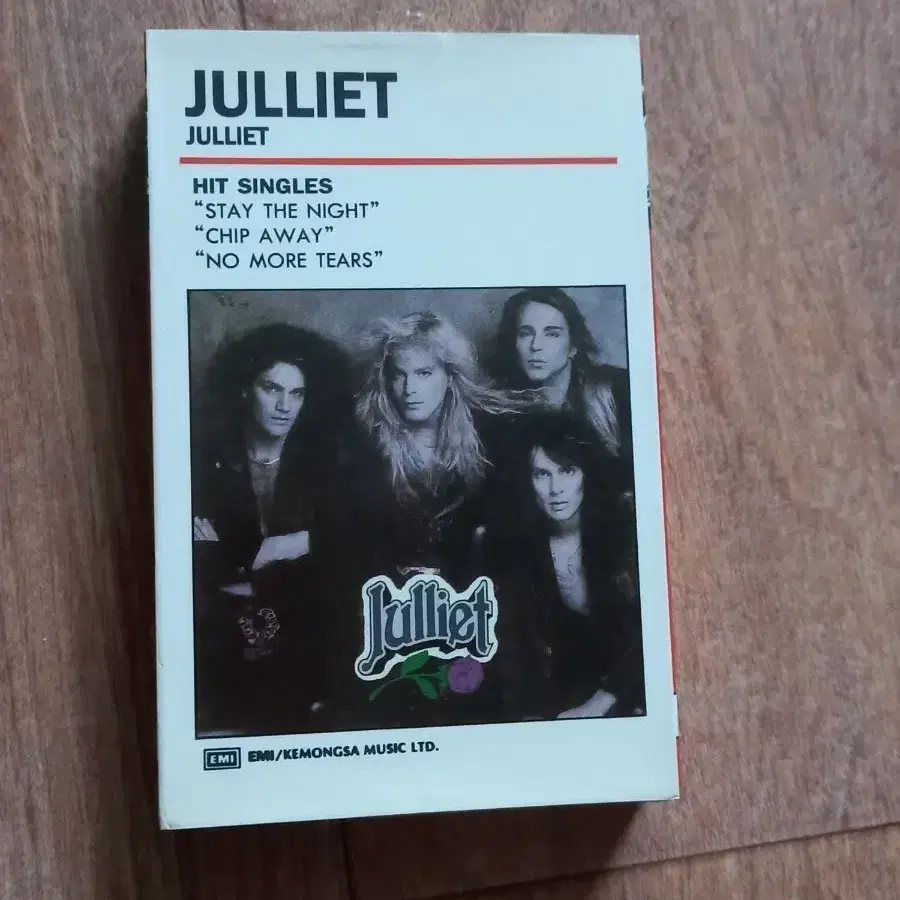 JULLIET
JULLIET
HIT SINGLES
“STAY THE NIGHT”
“CHIP AWAY”
“NO MORE TEARS”
Julliet
EMI EMI/KEMONGSA MUSIC LTD.